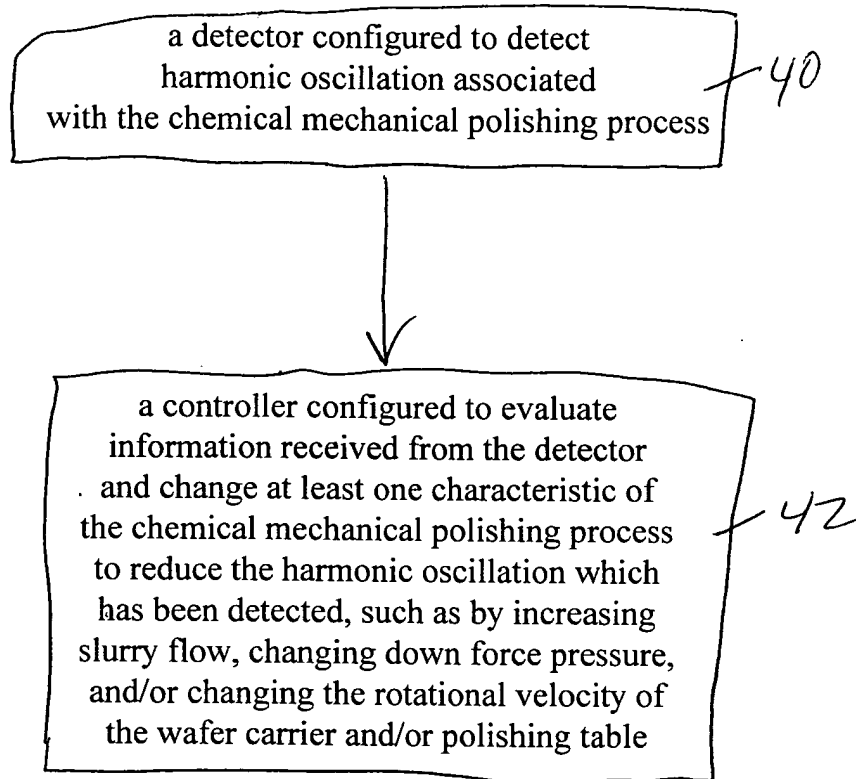 a detector configured to detect
harmonic oscillation associated
with the chemical mechanical polishing process
40
a controller configured to evaluate
information received from the detector
and change at least one characteristic of
the chemical mechanical polishing process
to reduce the harmonic oscillation which
has been detected, such as by increasing
slurry flow, changing down force pressure,
and/or changing the rotational velocity of
the wafer carrier and/or polishing table
42